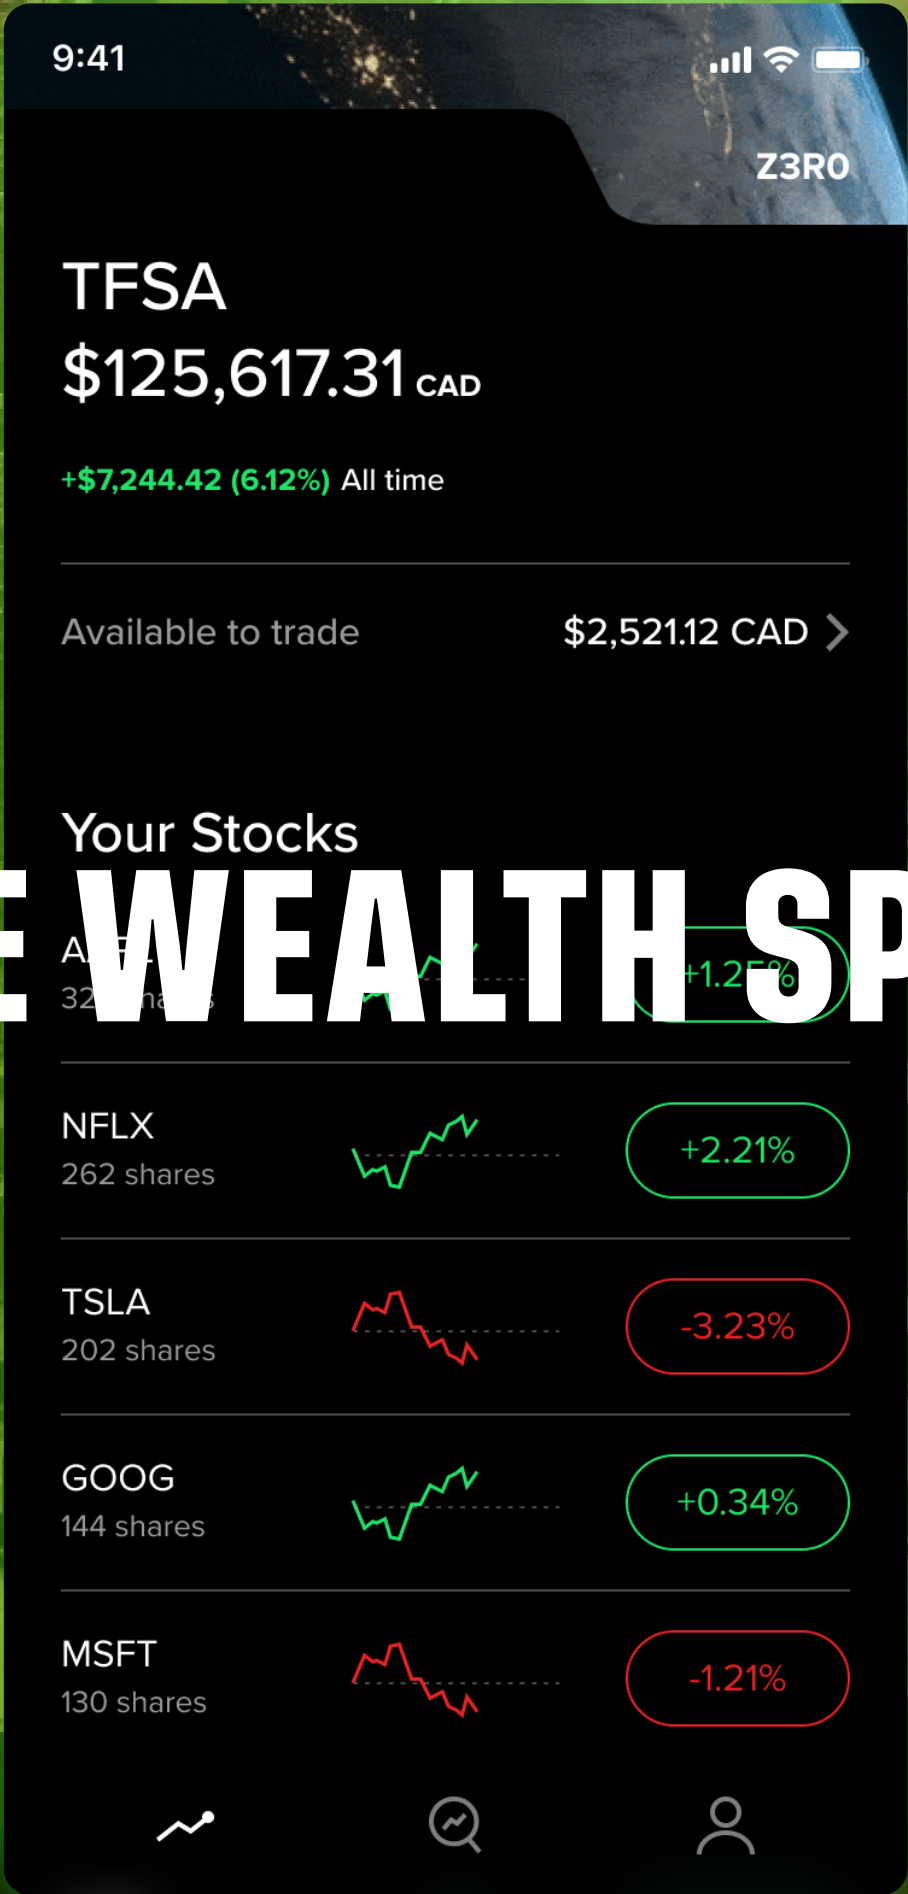 9:41
Z3R0
TFSA
$125,617.31 CAD
+$7,244.42 (6.12%) All time
Available to trade
$2,521.12 CAD
Your Stocks
WEALTH
NFLX
+2.21%
262 shares
TSLA
-3.23%
202 shares
GOOG
+0.34%
144 shares
MSFT
-1.21%
130 shares